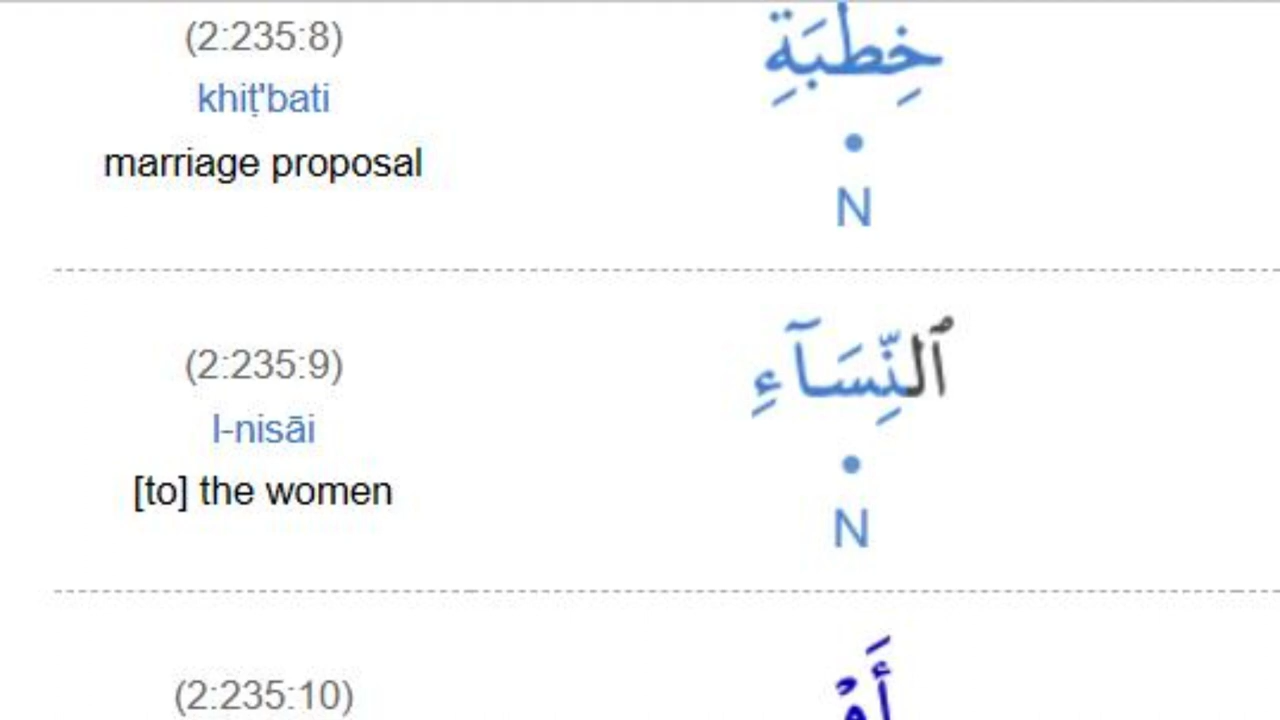 (2:235:8)
خِطْبَةِ
khiṭ'bati
marriage proposal
N
(2:235:9)
ٱلنِّسَآءِ
l-nisāi
[to] the women
N
(2:235:10)
أَوْ